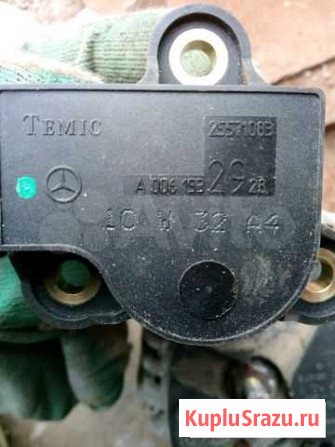 TEMIC
25571083
A 006 153 29 28
10 W 32 A4
KupluSrazu.ru